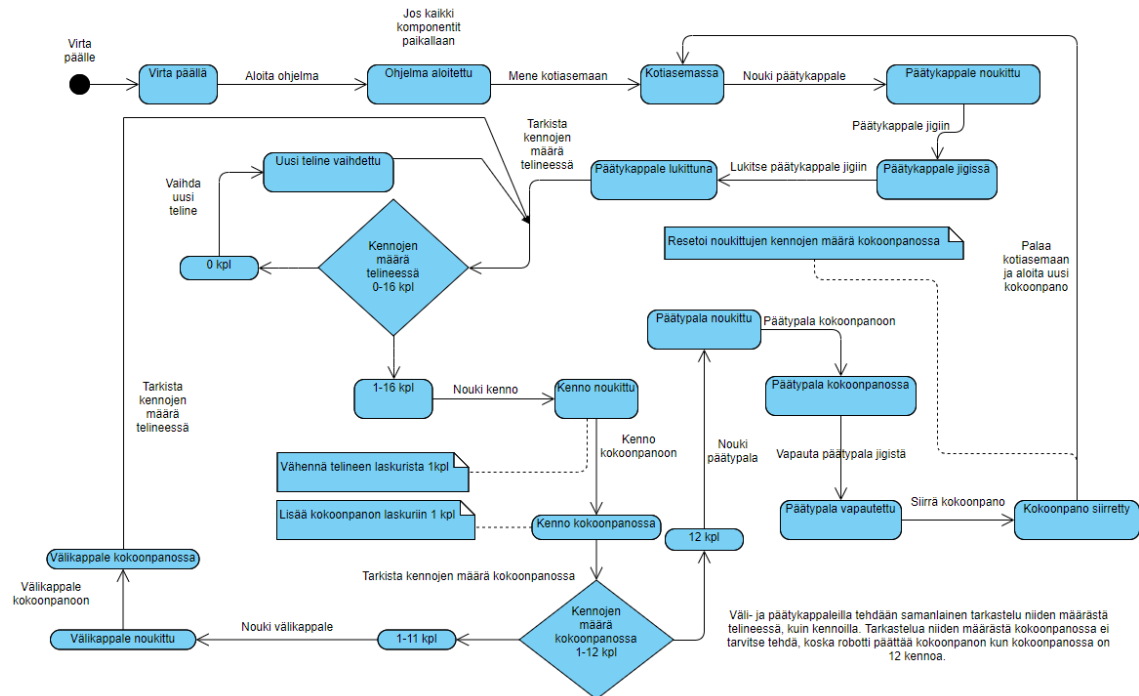 Jos kaikki
komponentit
paikallaan
Virta
päälle
Virta päällä
Aloita ohjelma
Ohjelma aloitettu
Mene kotiasemaan
Kotiasemassa
Nouki päätykappale
Päätykappale noukittu
Päätykappale jigiin
Päätykappale jigissä
Lukitse päätykappale jigiin
Päätykappale lukittuna
Tarkista
kennojen
määrä
telineessä
Uusi teline vaihdettu
Vaihda
uusi
teline
0 kpl
Kennojen
määrä
telineessä
0-16 kpl
Resetoi noukittujen kennojen määrä kokoonpanossa
Palaa
kotiasemaan
ja aloita uusi
kokoonpano
Päätypala noukittu
Päätypala kokoonpanoon
Päätypala kokoonpanossa
1-16 kpl
Nouki kenno
Kenno noukittu
Tarkista
kennojen
määrä
telineessä
Kenno
kokoonpanoon
Nouki
päätypala
Vapauta päätypala jigistä
Vähennä telineen laskurista 1kpl
Lisää kokoonpanon laskuriin 1 kpl
Kenno kokoonpanossa
12 kpl
Päätypala vapautettu
Siirrä kokoonpano
Kokoonpano siirretty
Välikappale kokoonpanossa
Tarkista kennojen määrä kokoonpanossa
Välikappale
kokoonpanoon
Välikappale noukittu
Nouki välikappale
1-11 kpl
Kennojen
määrä
kokoonpanossa
1-12 kpl
Väli- ja päätykappaleilla tehdään samanlainen tarkastelu niiden määrästä
telineessä, kuin kennoilla. Tarkastelua niiden määrästä kokoonpanossa ei
tarvitse tehdä, koska robotti päättää kokoonpanon kun kokoonpanossa on
12 kennoa.